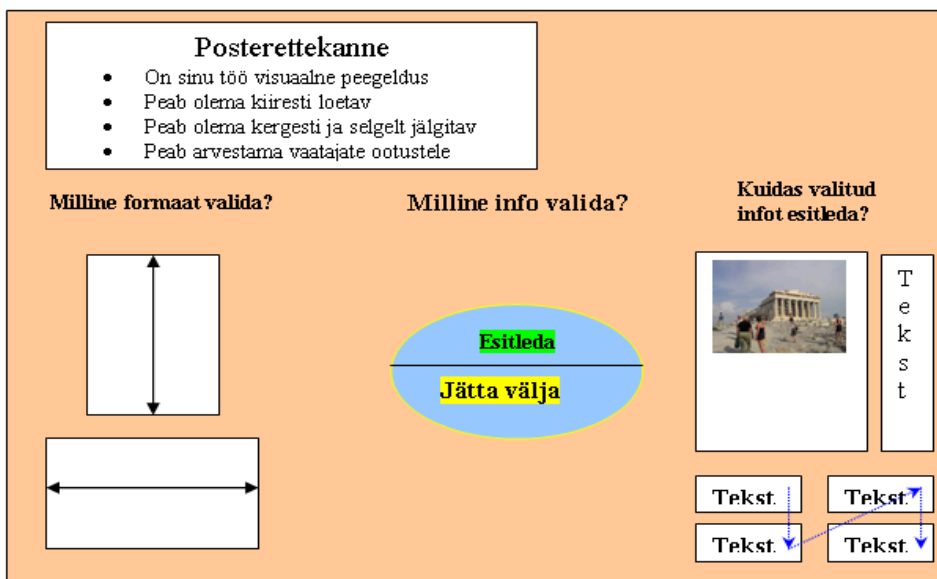 Posterettekanne
• On sinu töö visuaalne peegeldus
• Peab olema kiiresti loetav
• Peab olema kergesti ja selgelt jälgitav
• Peab arvestama vaatajate ootustele
Milline formaat valida?
Milline info valida?
Esitleda
Jätta välja
Kuidas valitud
infot esitleda?
T
e
k
s
t
Tekst.
Tekst.
Tekst.
Tekst.